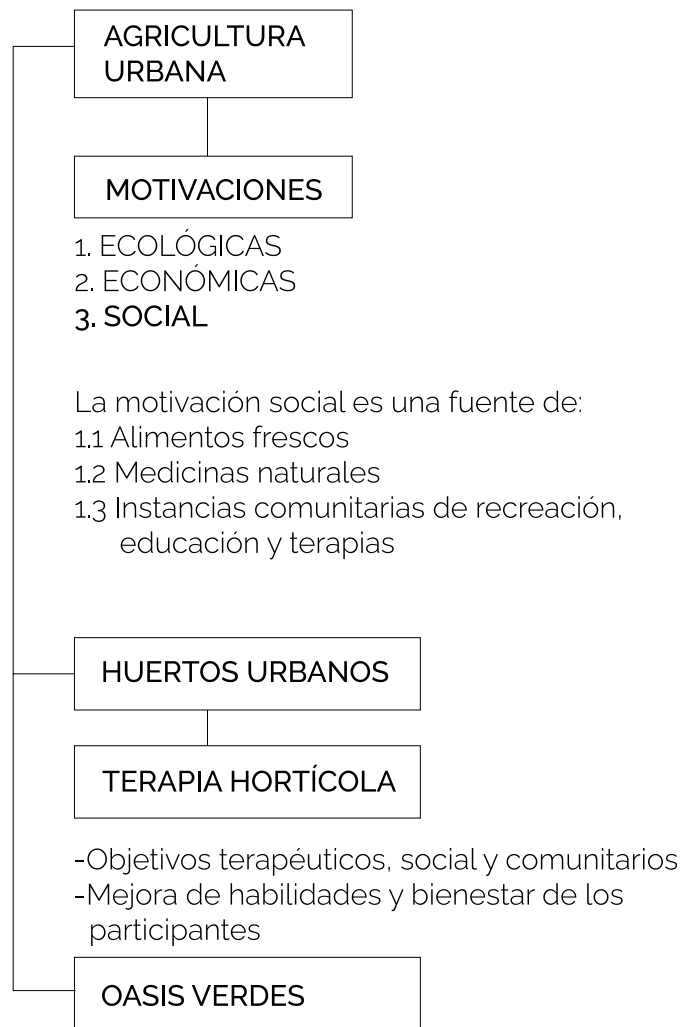 AGRICULTURA
URBANA
MOTIVACIONES
1. ECOLÓGICAS
2. ECONÓMICAS
3. SOCIAL
La motivación social es una fuente de:
1.1 Alimentos frescos
1.2 Medicinas naturales
1.3 Instancias comunitarias de recreación,
educación y terapias
HUERTOS URBANOS
TERAPIA HORTÍCOLA
-Objetivos terapéuticos, social y comunitarios
-Mejora de habilidades y bienestar de los
participantes
OASIS VERDES